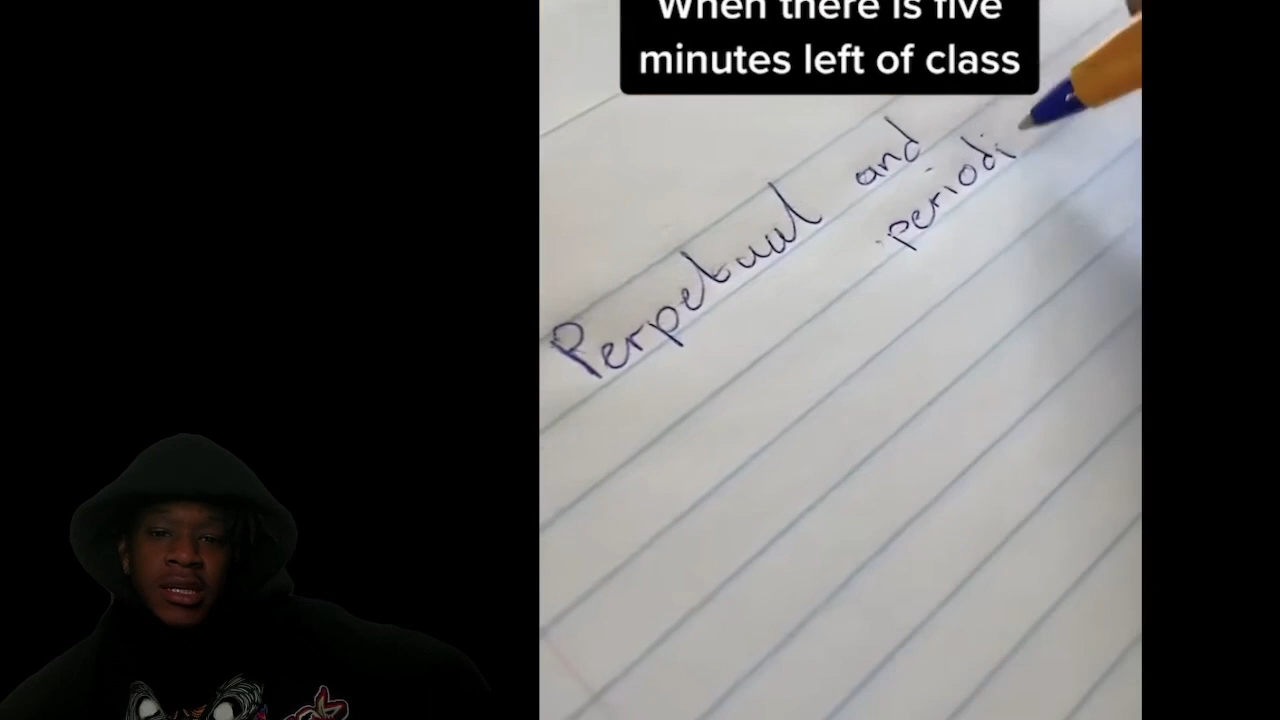 When there is five
minutes left of class
Perpetual and
periodi